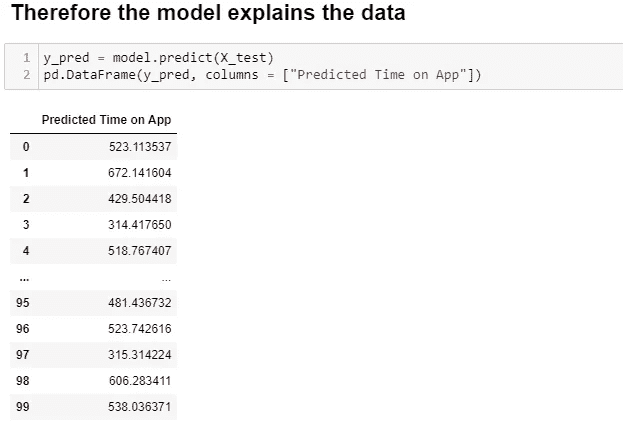 Therefore the model explains the data
1 y_pred = model.predict(X_test)
2 pd.DataFrame(y_pred, columns = ["Predicted Time on App"])
Predicted Time on App
0 523.113537
1 672.141604
2 429.504418
3 314.417650
4 518.767407
... ...
95 481.436732
96 523.742616
97 315.314224
98 606.283411
99 538.036371